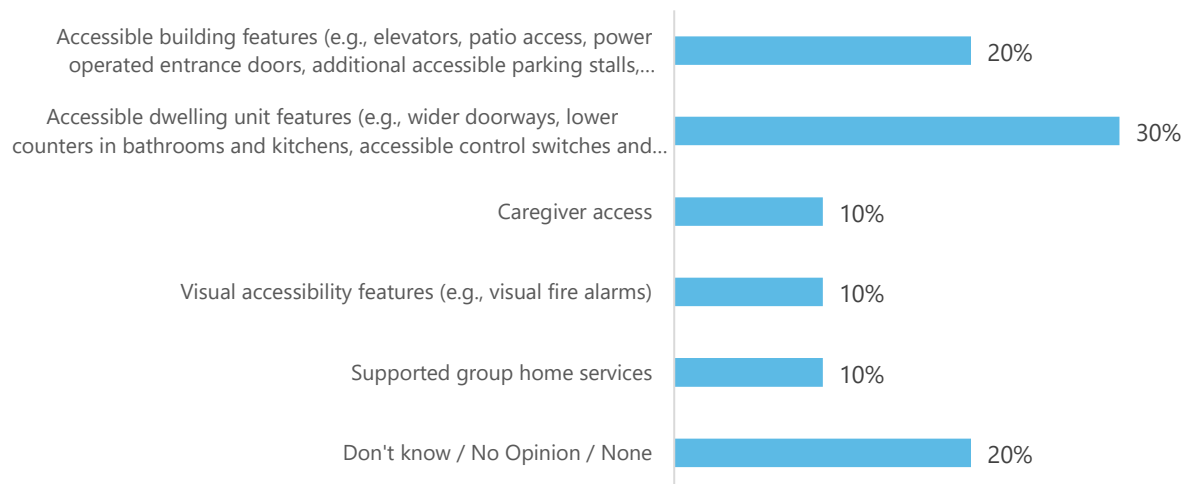 Accessible building features (e.g., elevators, patio access, power
operated entrance doors, additional accessible parking stalls,...
20%
Accessible dwelling unit features (e.g., wider doorways, lower
counters in bathrooms and kitchens, accessible control switches and...
30%
Caregiver access
10%
Visual accessibility features (e.g., visual fire alarms)
10%
Supported group home services
10%
Don't know / No Opinion / None
20%